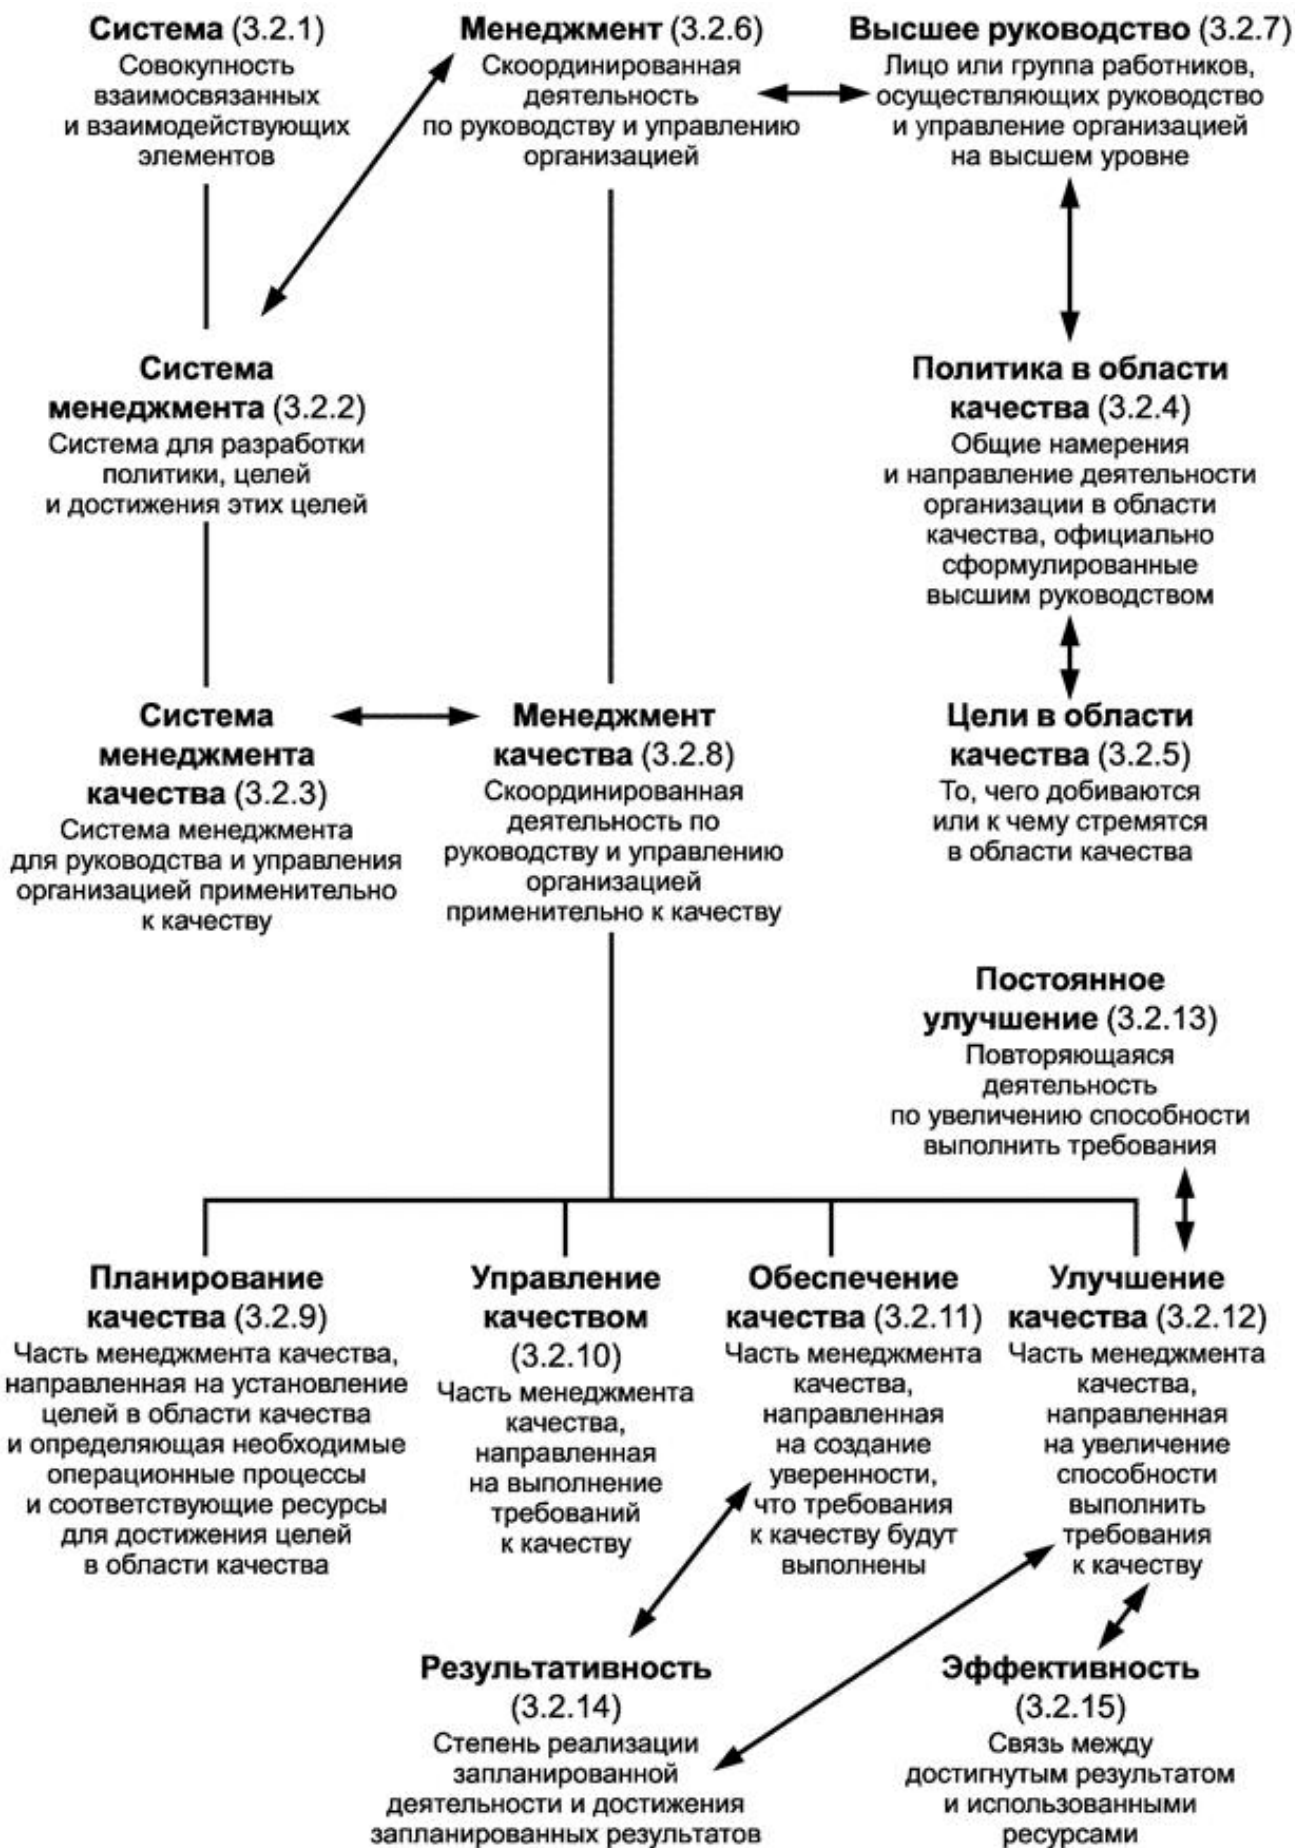 Система (3.2.1)
Совокупность
взаимосвязанных
и взаимодействующих
элементов
Менеджмент (3.2.6)
Скоординированная
деятельность
по руководству и управлению
организацией
Высшее руководство (3.2.7)
Лицо или группа работников,
осуществляющих руководство
и управление организацией
на высшем уровне
Система
менеджмента (3.2.2)
Система для разработки
политики, целей
и достижения этих целей
Политика в области
качества (3.2.4)
Общие намерения
и направление деятельности
организации в области
качества, официально
сформулированные
высшим руководством
Система
менеджмента
качества (3.2.3)
Система менеджмента
для руководства и управления
организацией применительно
к качеству
Менеджмент
качества (3.2.8)
Скоординированная
деятельность по
руководству и управлению
организацией
применительно к качеству
Цели в области
качества (3.2.5)
То, чего добиваются
или к чему стремятся
в области качества
Постоянное
улучшение (3.2.13)
Повторяющаяся
деятельность
по увеличению способности
выполнить требования
Планирование
качества (3.2.9)
Часть менеджмента качества,
направленная на установление
целей в области качества
и определяющая необходимые
операционные процессы
и соответствующие ресурсы
для достижения целей
в области качества
Управление
качеством
(3.2.10)
Часть менеджмента
качества,
направленная
на выполнение
требований
к качеству
Обеспечение
качества (3.2.11)
Часть менеджмента
качества,
направленная
на создание
уверенности,
что требования
к качеству будут
выполнены
Улучшение
качества (3.2.12)
Часть менеджмента
качества,
направленная
на увеличение
способности
выполнить
требования
к качеству
Результативность
(3.2.14)
Степень реализации
запланированной
деятельности и достижения
запланированных результатов
Эффективность
(3.2.15)
Связь между
достигнутым результатом
и использованными
ресурсами